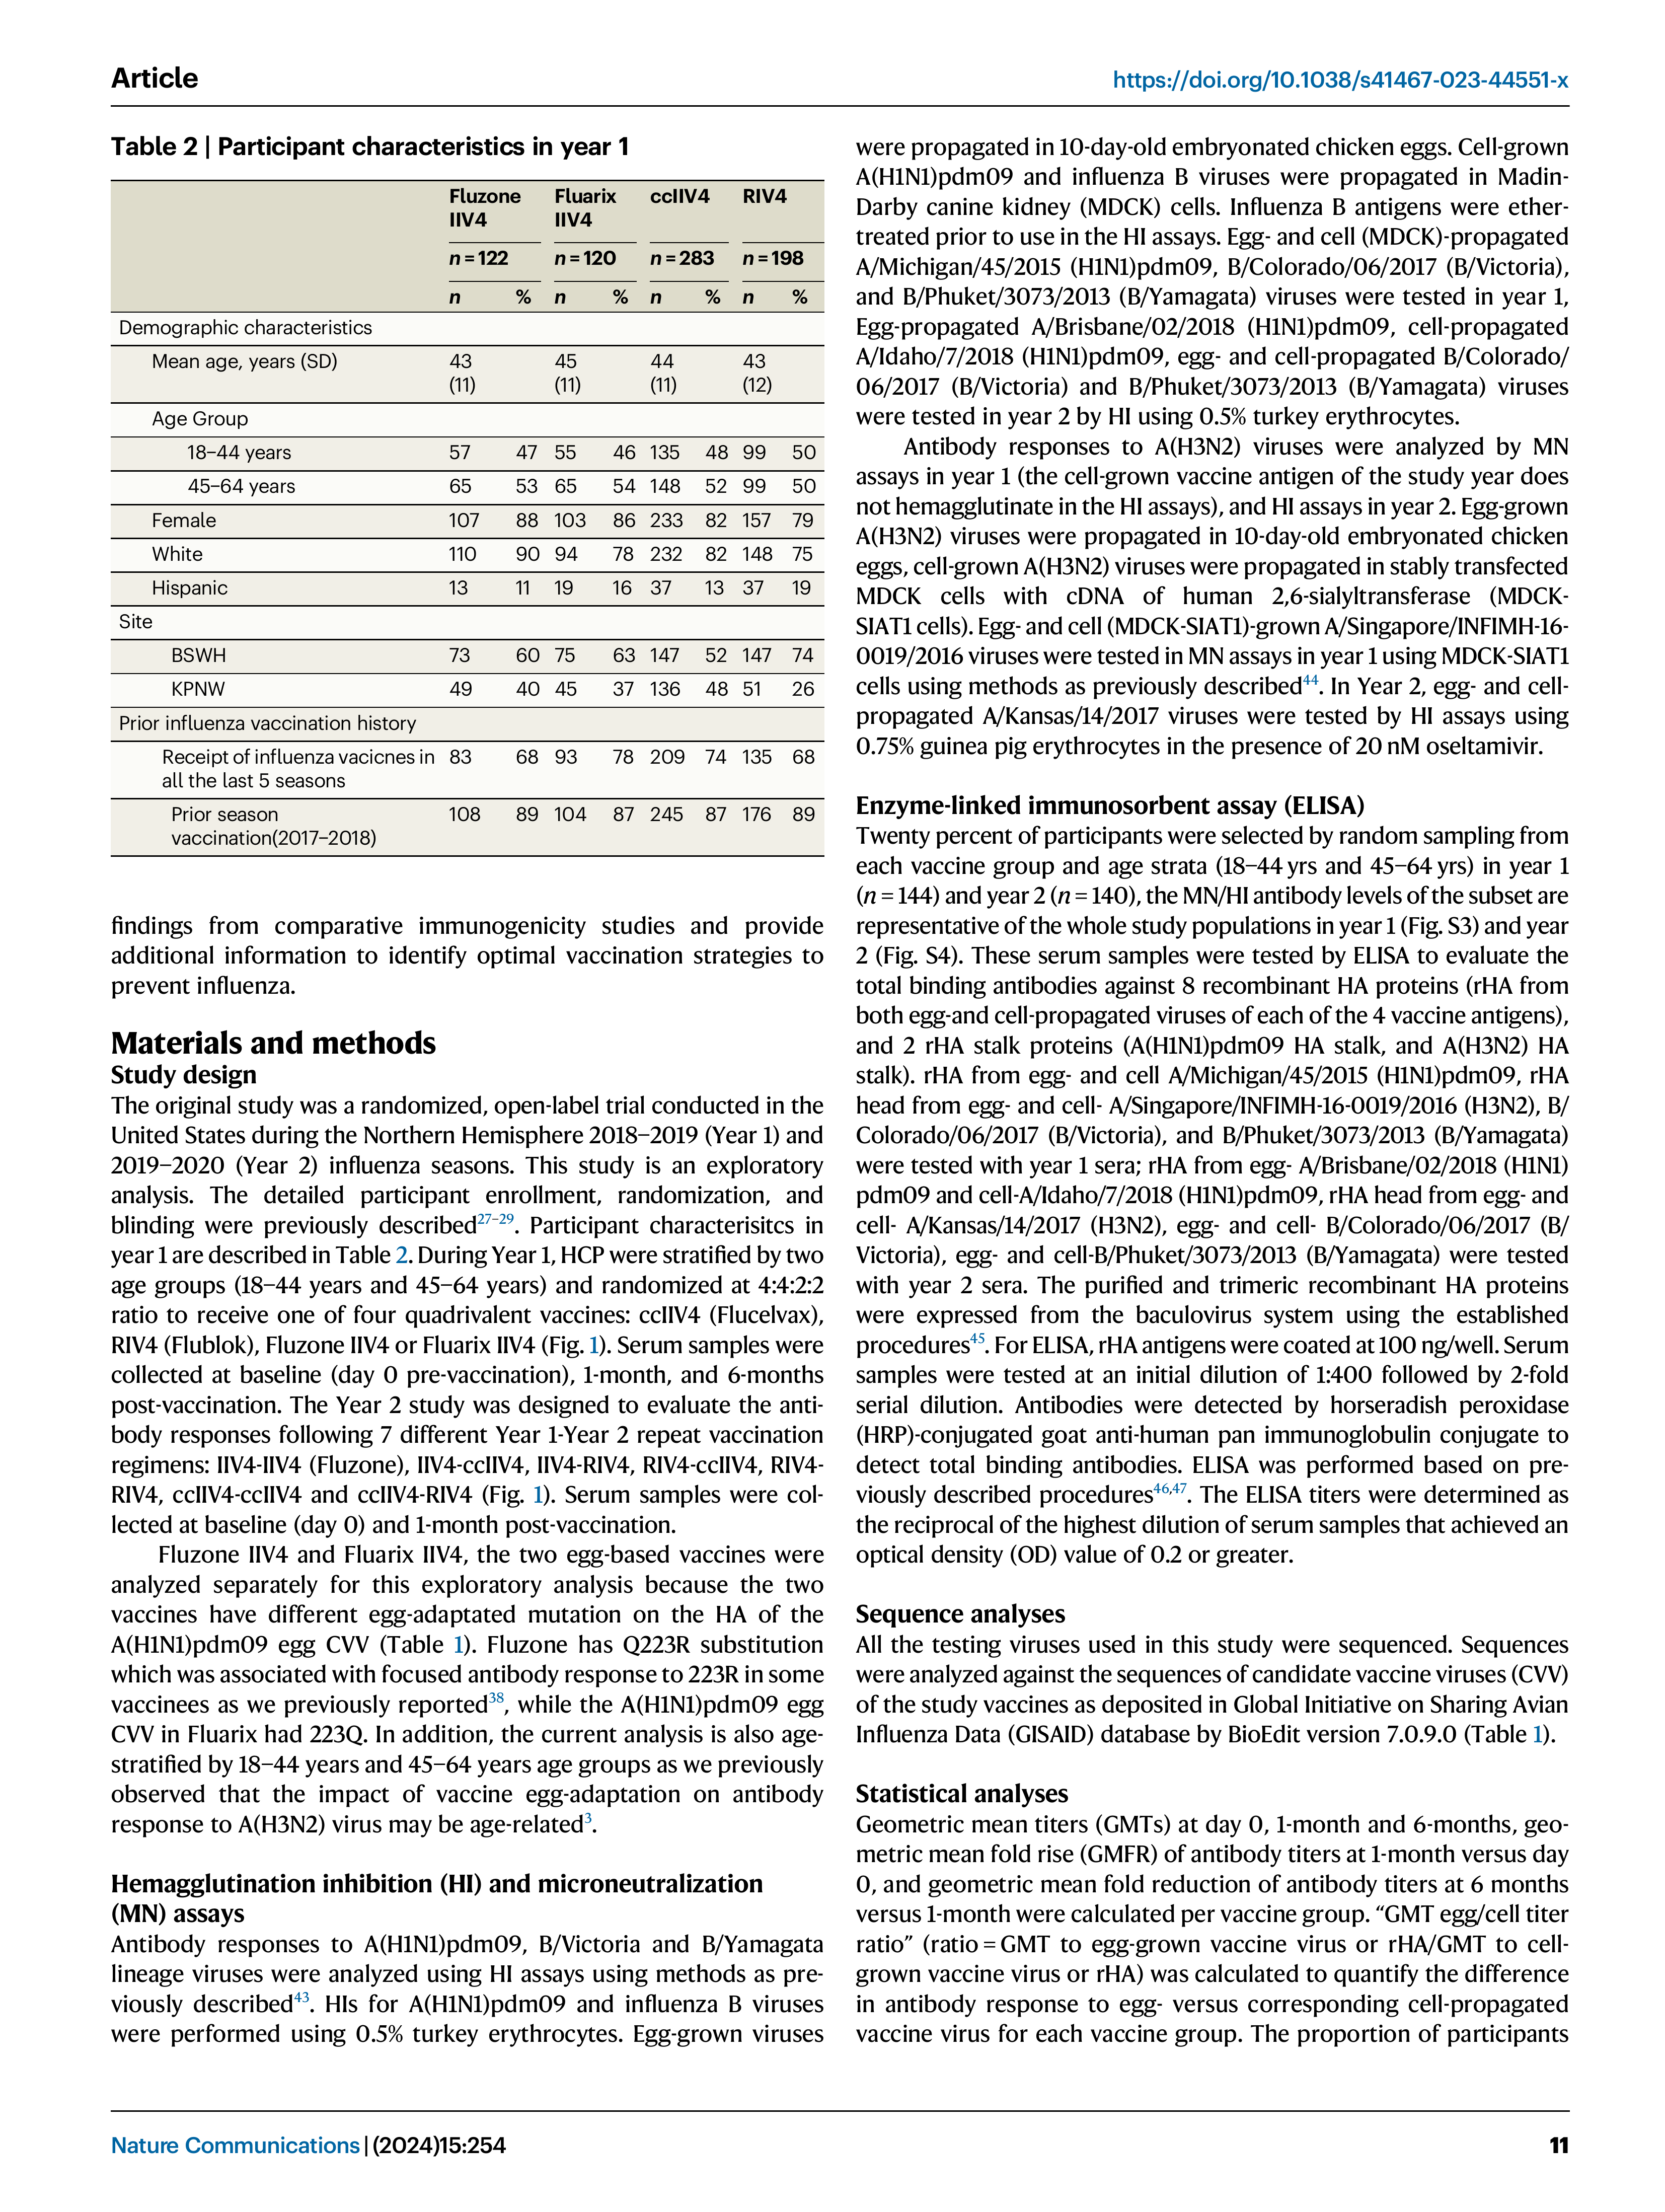 Article
https://doi.org/10.1038/s41467-023-44551-x
Table 2 | Participant characteristics in year 1
Fluzone IIV4 Fluarix IIV4 ccIIV4 RIV4
n = 122 n = 120 n = 283 n = 198
n % n % n % n %
Demographic characteristics
Mean age, years (SD) 43 (11) 45 (11) 44 (11) 43 (12)
Age Group
18–44 years 57 47 55 46 135 48 99 50
45–64 years 65 53 65 54 148 52 99 50
Female 107 88 103 86 233 82 157 79
White 110 90 94 78 232 82 148 75
Hispanic 13 11 19 16 37 13 37 19
Site
BSWH 73 60 75 63 147 52 147 74
KPNW 49 40 45 37 136 48 51 26
Prior influenza vaccination history
Receipt of influenza vacicnes in all the last 5 seasons 83 68 93 78 209 74 135 68
Prior season vaccination(2017–2018) 108 89 104 87 245 87 176 89
findings from comparative immunogenicity studies and provide
additional information to identify optimal vaccination strategies to
prevent influenza.
Materials and methods
Study design
The original study was a randomized, open-label trial conducted in the
United States during the Northern Hemisphere 2018–2019 (Year 1) and
2019–2020 (Year 2) influenza seasons. This study is an exploratory
analysis. The detailed participant enrollment, randomization, and
blinding were previously described27–29. Participant characterisitcs in
year 1 are described in Table 2. During Year 1, HCP were stratified by two
age groups (18–44 years and 45–64 years) and randomized at 4:4:2:2
ratio to receive one of four quadrivalent vaccines: ccIIV4 (Flucelvax),
RIV4 (Flublok), Fluzone IIV4 or Fluarix IIV4 (Fig. 1). Serum samples were
collected at baseline (day 0 pre-vaccination), 1-month, and 6-months
post-vaccination. The Year 2 study was designed to evaluate the anti-
body responses following 7 different Year 1-Year 2 repeat vaccination
regimens: IIV4-IIV4 (Fluzone), IIV4-ccIIV4, IIV4-RIV4, RIV4-ccIIV4, RIV4-
RIV4, ccIIV4-ccIIV4 and ccIIV4-RIV4 (Fig. 1). Serum samples were col-
lected at baseline (day 0) and 1-month post-vaccination.
Fluzone IIV4 and Fluarix IIV4, the two egg-based vaccines were
analyzed separately for this exploratory analysis because the two
vaccines have different egg-adaptated mutation on the HA of the
A(H1N1)pdm09 egg CVV (Table 1). Fluzone has Q223R substitution
which was associated with focused antibody response to 223R in some
vaccinees as we previously reported38, while the A(H1N1)pdm09 egg
CVV in Fluarix had 223Q. In addition, the current analysis is also age-
stratified by 18–44 years and 45–64 years age groups as we previously
observed that the impact of vaccine egg-adaptation on antibody
response to A(H3N2) virus may be age-related3.
Hemagglutination inhibition (HI) and microneutralization
(MN) assays
Antibody responses to A(H1N1)pdm09, B/Victoria and B/Yamagata
lineage viruses were analyzed using HI assays using methods as pre-
viously described43. HIs for A(H1N1)pdm09 and influenza B viruses
were performed using 0.5% turkey erythrocytes. Egg-grown viruses
were propagated in 10-day-old embryonated chicken eggs. Cell-grown
A(H1N1)pdm09 and influenza B viruses were propagated in Madin-
Darby canine kidney (MDCK) cells. Influenza B antigens were ether-
treated prior to use in the HI assays. Egg- and cell (MDCK)-propagated
A/Michigan/45/2015 (H1N1)pdm09, B/Colorado/06/2017 (B/Victoria),
and B/Phuket/3073/2013 (B/Yamagata) viruses were tested in year 1,
Egg-propagated A/Brisbane/02/2018 (H1N1)pdm09, cell-propagated
A/Idaho/7/2018 (H1N1)pdm09, egg- and cell-propagated B/Colorado/
06/2017 (B/Victoria) and B/Phuket/3073/2013 (B/Yamagata) viruses
were tested in year 2 by HI using 0.5% turkey erythrocytes.
Antibody responses to A(H3N2) viruses were analyzed by MN
assays in year 1 (the cell-grown vaccine antigen of the study year does
not hemagglutinate in the HI assays), and HI assays in year 2. Egg-grown
A(H3N2) viruses were propagated in 10-day-old embryonated chicken
eggs, cell-grown A(H3N2) viruses were propagated in stably transfected
MDCK cells with cDNA of human 2,6-sialyltransferase (MDCK-
SIAT1 cells). Egg- and cell (MDCK-SIAT1)-grown A/Singapore/INFIMH-16-
0019/2016 viruses were tested in MN assays in year 1 using MDCK-SIAT1
cells using methods as previously described44. In Year 2, egg- and cell-
propagated A/Kansas/14/2017 viruses were tested by HI assays using
0.75% guinea pig erythrocytes in the presence of 20 nM oseltamivir.
Enzyme-linked immunosorbent assay (ELISA)
Twenty percent of participants were selected by random sampling from
each vaccine group and age strata (18–44 yrs and 45–64 yrs) in year 1
(n = 144) and year 2 (n = 140), the MN/HI antibody levels of the subset are
representative of the whole study populations in year 1 (Fig. S3) and year
2 (Fig. S4). These serum samples were tested by ELISA to evaluate the
total binding antibodies against 8 recombinant HA proteins (rHA from
both egg-and cell-propagated viruses of each of the 4 vaccine antigens),
and 2 rHA stalk proteins (A(H1N1)pdm09 HA stalk, and A(H3N2) HA
stalk). rHA from egg- and cell A/Michigan/45/2015 (H1N1)pdm09, rHA
head from egg- and cell- A/Singapore/INFIMH-16-0019/2016 (H3N2), B/
Colorado/06/2017 (B/Victoria), and B/Phuket/3073/2013 (B/Yamagata)
were tested with year 1 sera; rHA from egg- A/Brisbane/02/2018 (H1N1)
pdm09 and cell-A/Idaho/7/2018 (H1N1)pdm09, rHA head from egg- and
cell- A/Kansas/14/2017 (H3N2), egg- and cell- B/Colorado/06/2017 (B/
Victoria), egg- and cell-B/Phuket/3073/2013 (B/Yamagata) were tested
with year 2 sera. The purified and trimeric recombinant HA proteins
were expressed from the baculovirus system using the established
procedures45. For ELISA, rHA antigens were coated at 100 ng/well. Serum
samples were tested at an initial dilution of 1:400 followed by 2-fold
serial dilution. Antibodies were detected by horseradish peroxidase
(HRP)-conjugated goat anti-human pan immunoglobulin conjugate to
detect total binding antibodies. ELISA was performed based on pre-
viously described procedures46,47. The ELISA titers were determined as
the reciprocal of the highest dilution of serum samples that achieved an
optical density (OD) value of 0.2 or greater.
Sequence analyses
All the testing viruses used in this study were sequenced. Sequences
were analyzed against the sequences of candidate vaccine viruses (CVV)
of the study vaccines as deposited in Global Initiative on Sharing Avian
Influenza Data (GISAID) database by BioEdit version 7.0.9.0 (Table 1).
Statistical analyses
Geometric mean titers (GMTs) at day 0, 1-month and 6-months, geo-
metric mean fold rise (GMFR) of antibody titers at 1-month versus day
0, and geometric mean fold reduction of antibody titers at 6 months
versus 1-month were calculated per vaccine group. “GMT egg/cell titer
ratio” (ratio = GMT to egg-grown vaccine virus or rHA/GMT to cell-
grown vaccine virus or rHA) was calculated to quantify the difference
in antibody response to egg- versus corresponding cell-propagated
vaccine virus for each vaccine group. The proportion of participants
Nature Communications | (2024)15:254
11